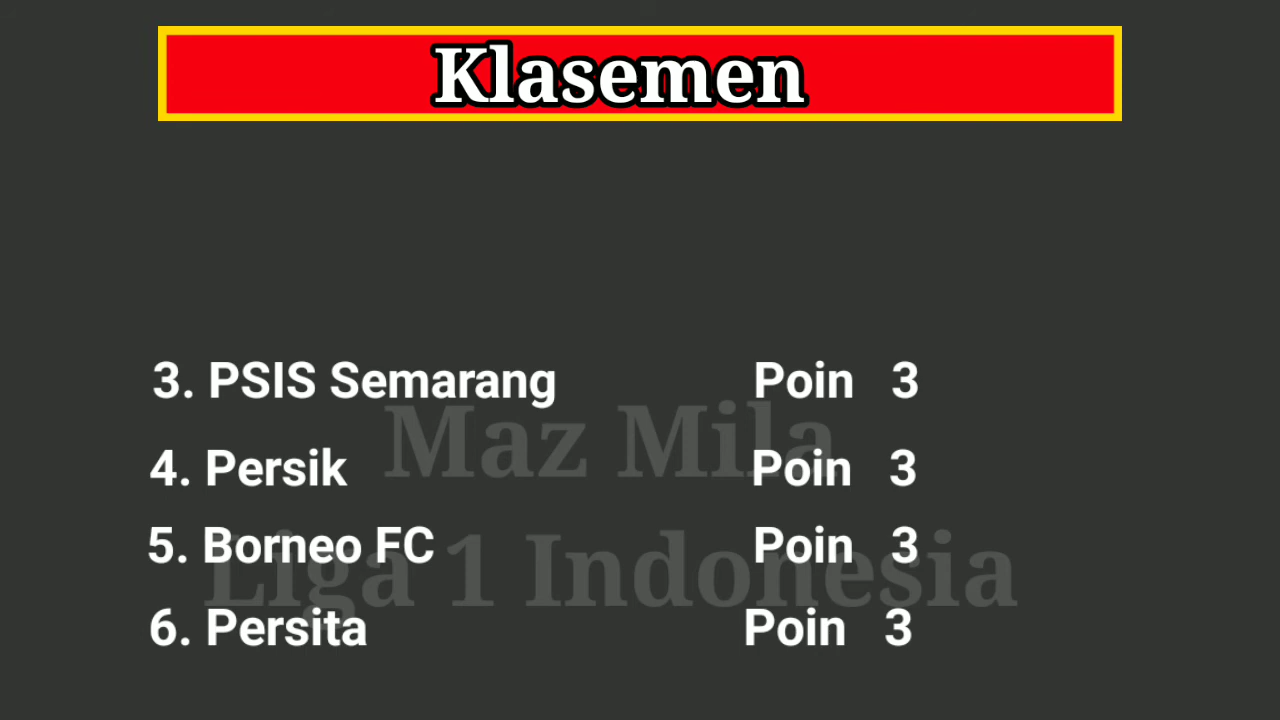 Klasemen
3. PSIS Semarang Poin 3
Maz Mila
4. Persik Poin 3
5. Borneo FC Poin 3
Liga 1 Indonesia
6. Persita Poin 3